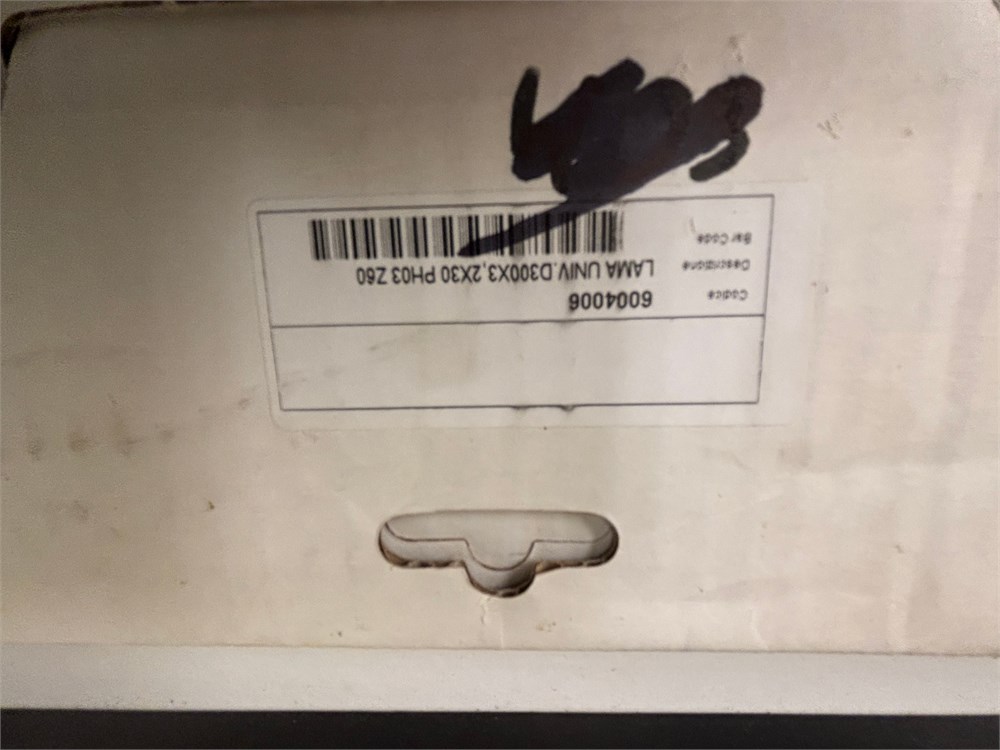 Codice 6004006
Descrizione LAMA UNIV.D300X3,2X30 PH03 Z60
Bar Code